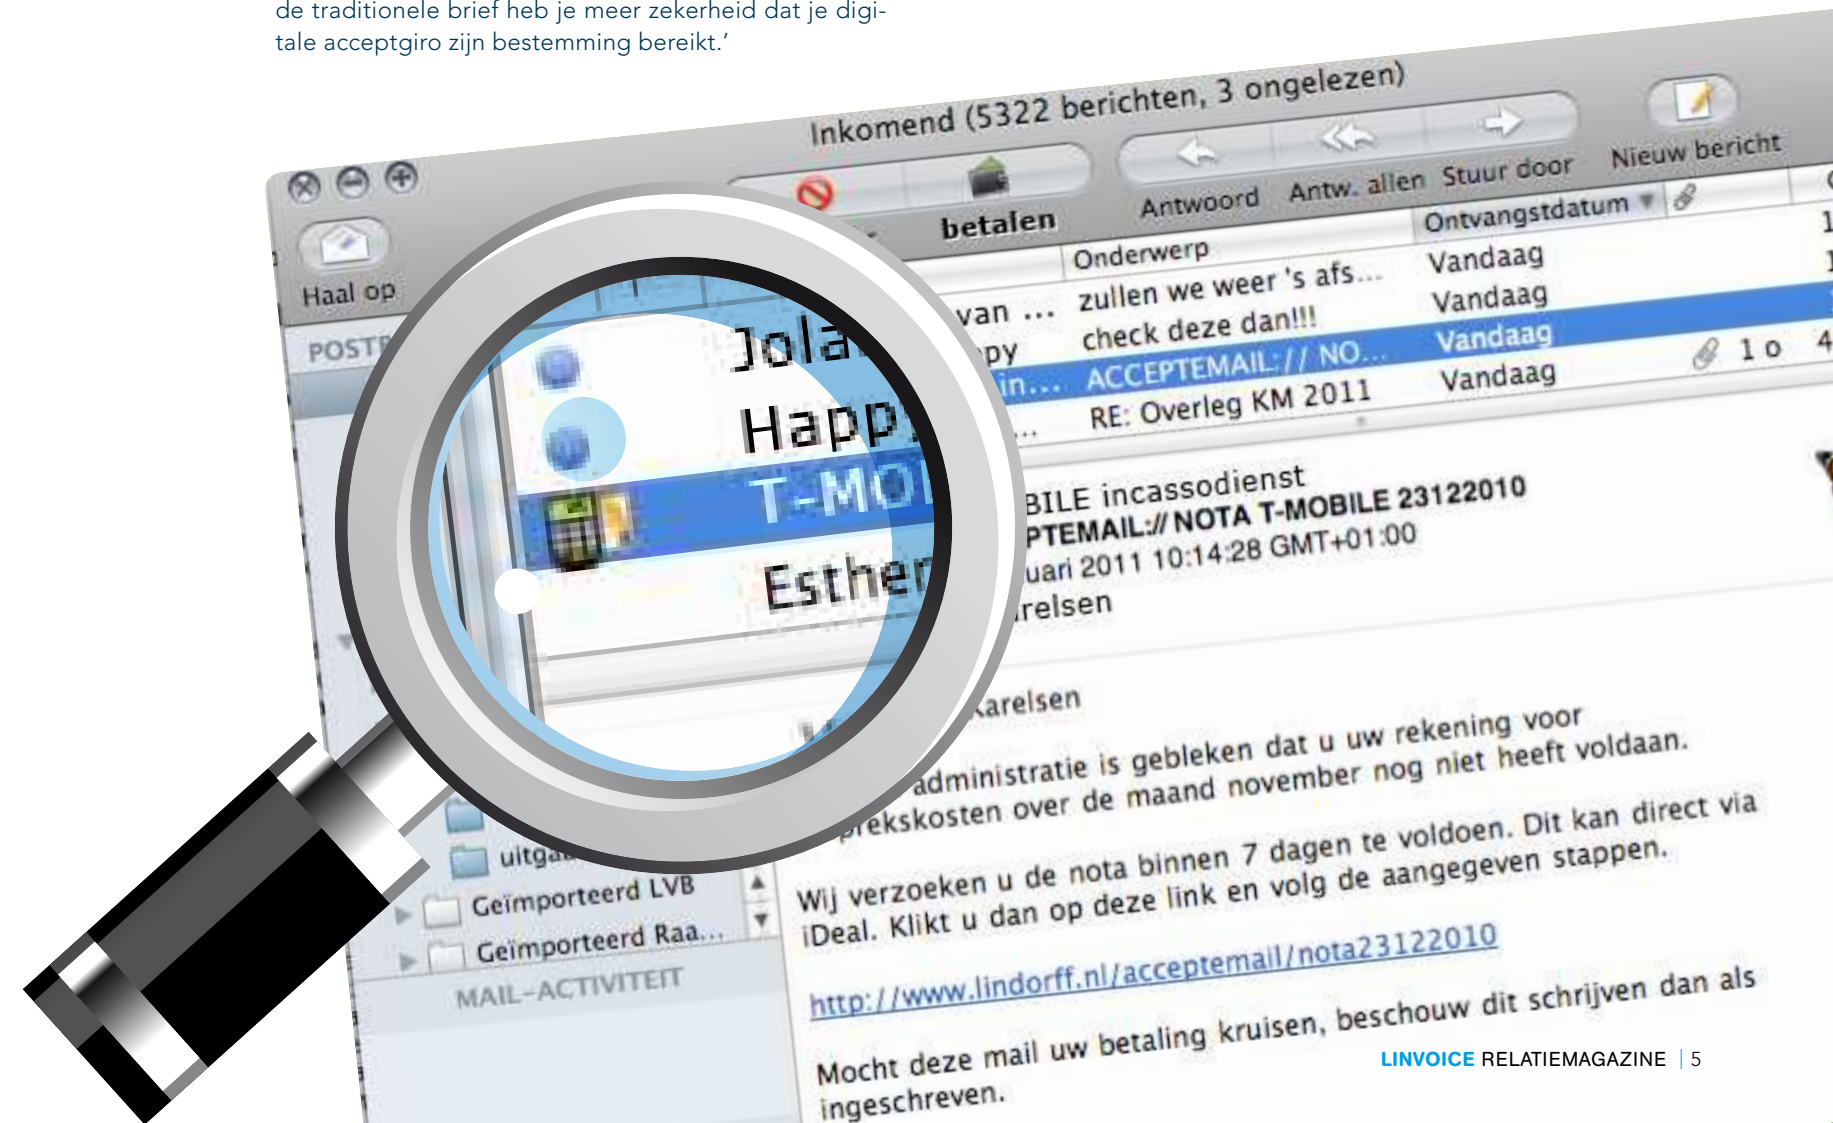 de traditionele brief heb je meer zekerheid dat je digi-
tale acceptgiro zijn bestemming bereikt.’
Inkomend (5322 berichten, 3 ongelezen)
Haal op
betalen
Antwoord
Antw. allen
Stuur door
Nieuw bericht
Onderwerp
Ontvangstdatum
van ... zullen we weer 's afs... Vandaag
check deze dan!!! Vandaag
in... ACCEPTEMAIL:// NO... Vandaag
RE: Overleg KM 2011 Vandaag 1 o
Jola
Happy
T-MO
Esther
BILE incassodienst
PTEMAIL:// NOTA T-MOBILE 23122010
uari 2011 10:14:28 GMT+01:00
relsen
Karelsen
administratie is gebleken dat u uw rekening voor
prekskosten over de maand november nog niet heeft voldaan.
Wij verzoeken u de nota binnen 7 dagen te voldoen. Dit kan direct via
iDeal. Klikt u dan op deze link en volg de aangegeven stappen.
http://www.lindorff.nl/acceptemail/nota23122010
Mocht deze mail uw betaling kruisen, beschouw dit schrijven dan als
ingeschreven.
POSTB
uitga
Geïmporteerd LVB
Geïmporteerd Raa...
MAIL-ACTIVITEIT
LINVOICE RELATIEMAGAZINE | 5